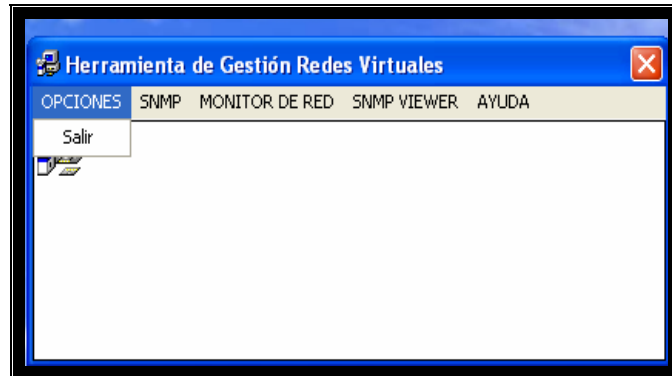 Herramienta de Gestión Redes Virtuales
OPCIONES SNMP MONITOR DE RED SNMP VIEWER AYUDA
Salir